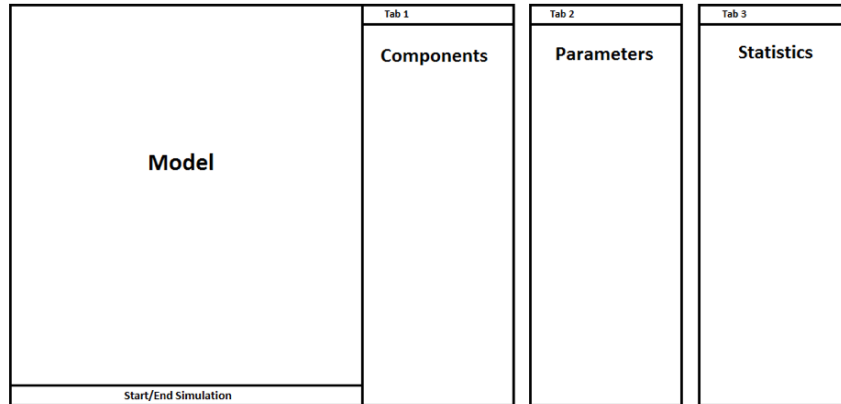 Tab 1
Tab 2
Tab 3
Components
Parameters
Statistics
Model
Start/End Simulation